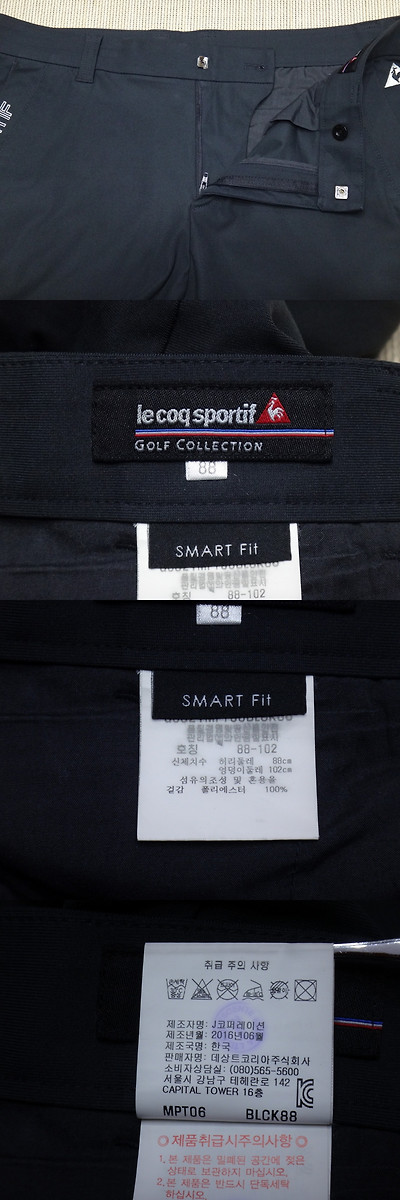 le coq sportif
GOLF COLLECTION
88
SMART Fit
호칭 88-102
88
SMART Fit
호칭 88-102
신체치수 허리둘레 88cm
엉덩이둘레 102cm
섬유의조성 및 혼용율
겉감 폴리에스터 100%
취급 주의 사항
제조자명: J코퍼레이션
제조년월: 2016년06월
제조국명: 한국
판매자명: 데상트코리아주식회사
소비자상담실: (080)565-5600
서울시 강남구 테헤란로 142
CAPITAL TOWER 16층
MPT06 BLCK88
◎제품취급시주의사항◎
1.본 제품은 밀폐된 공간에 젖은
상태로 보관하지 마십시오.
2.본 제품은 반드시 단독세탁
하십시오.